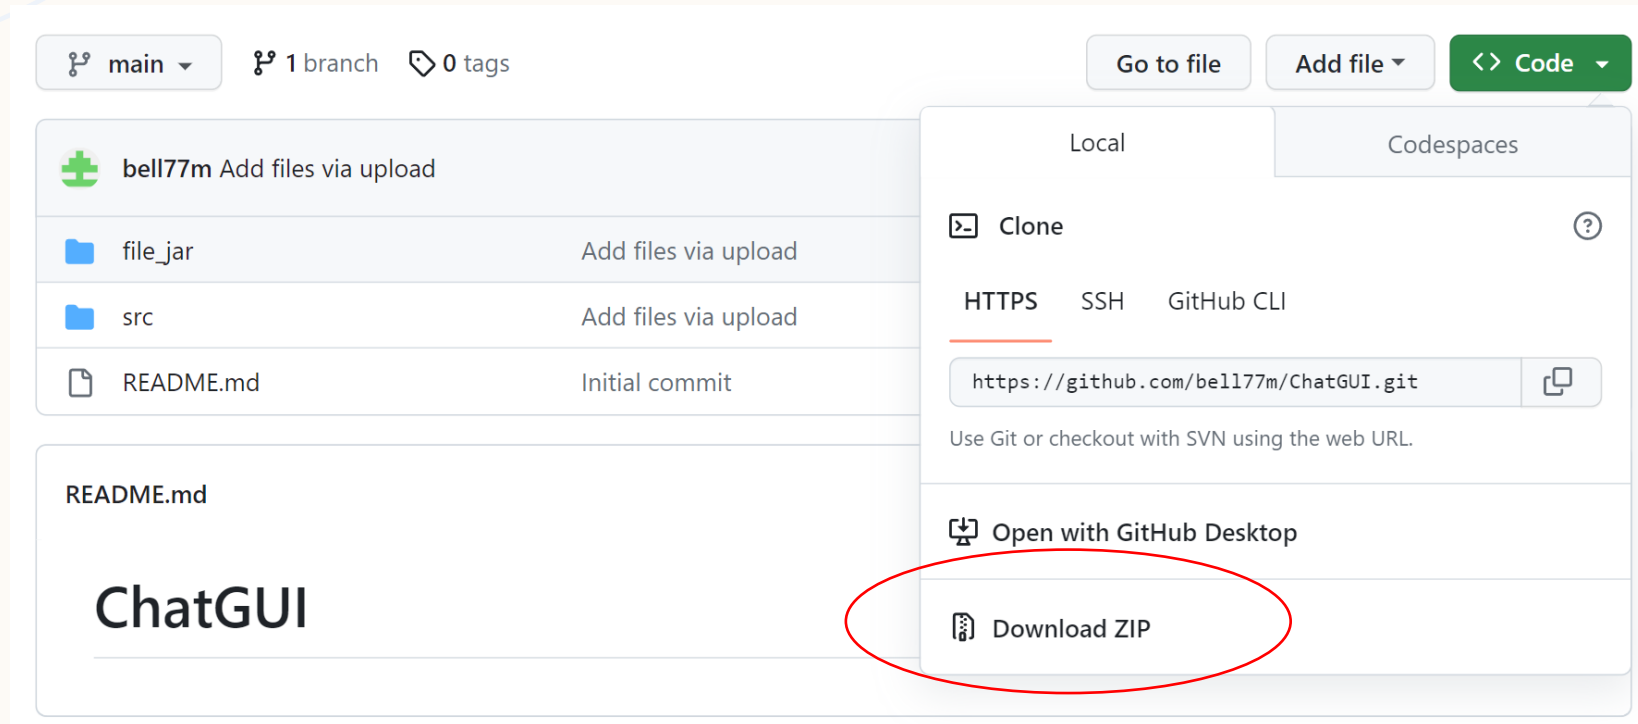 main
1 branch
0 tags
Go to file
Add file
Code
bell77m Add files via upload
file_jar
Add files via upload
src
Add files via upload
README.md
Initial commit
README.md
ChatGUI
Local
Codespaces
Clone
HTTPS
SSH
GitHub CLI
https://github.com/bell77m/ChatGUI.git
Use Git or checkout with SVN using the web URL.
Open with GitHub Desktop
Download ZIP